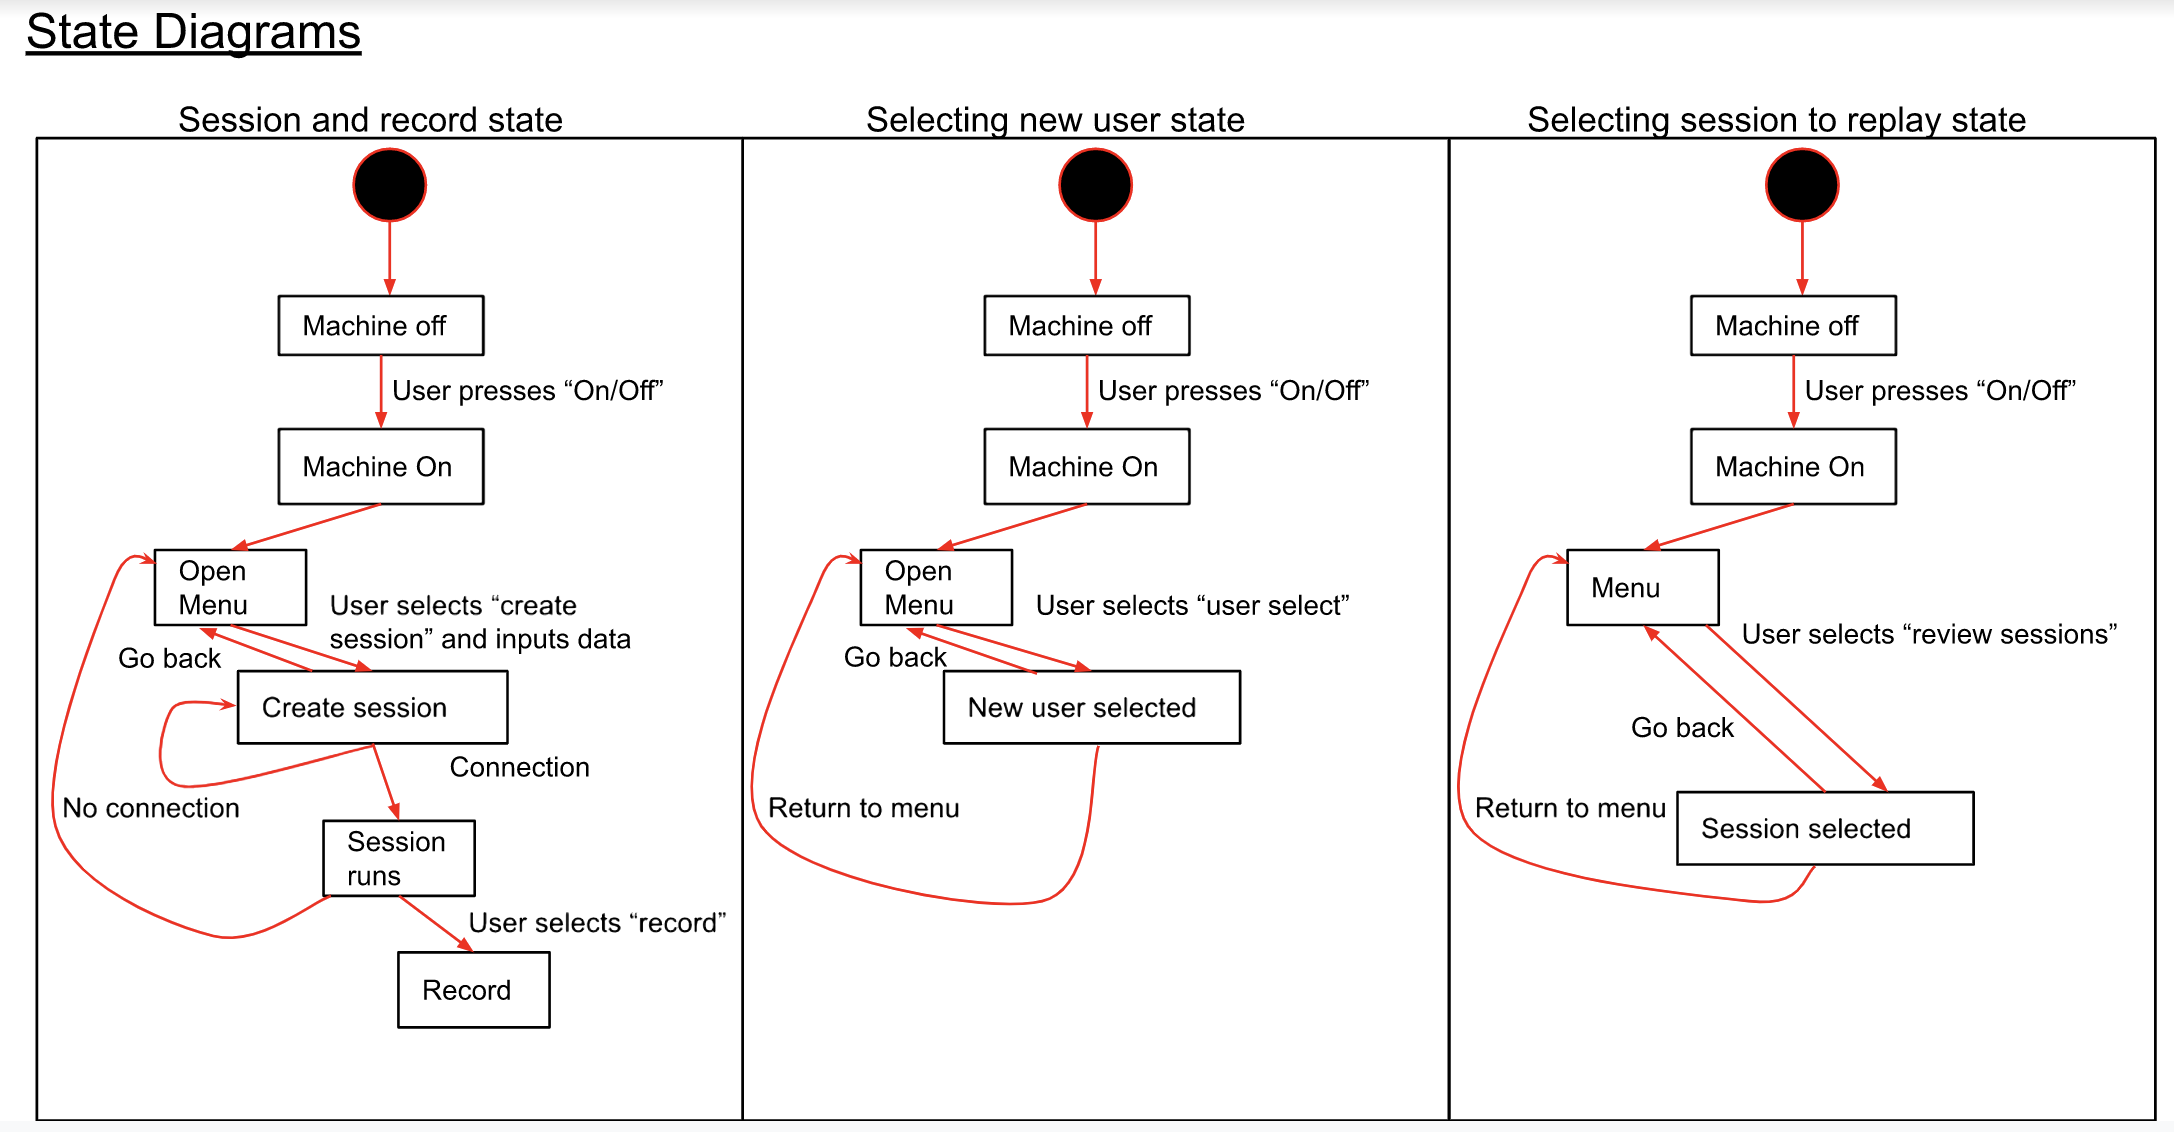 State Diagrams
Session and record state
Machine off
User presses “On/Off”
Machine On
Open
Menu
User selects “create
session” and inputs data
Go back
Create session
Connection
No connection
Session
runs
User selects “record”
Record
Selecting new user state
Machine off
User presses “On/Off”
Machine On
Open
Menu
User selects “user select”
Go back
New user selected
Return to menu
Selecting session to replay state
Machine off
User presses “On/Off”
Machine On
Menu
User selects “review sessions”
Go back
Return to menu
Session selected